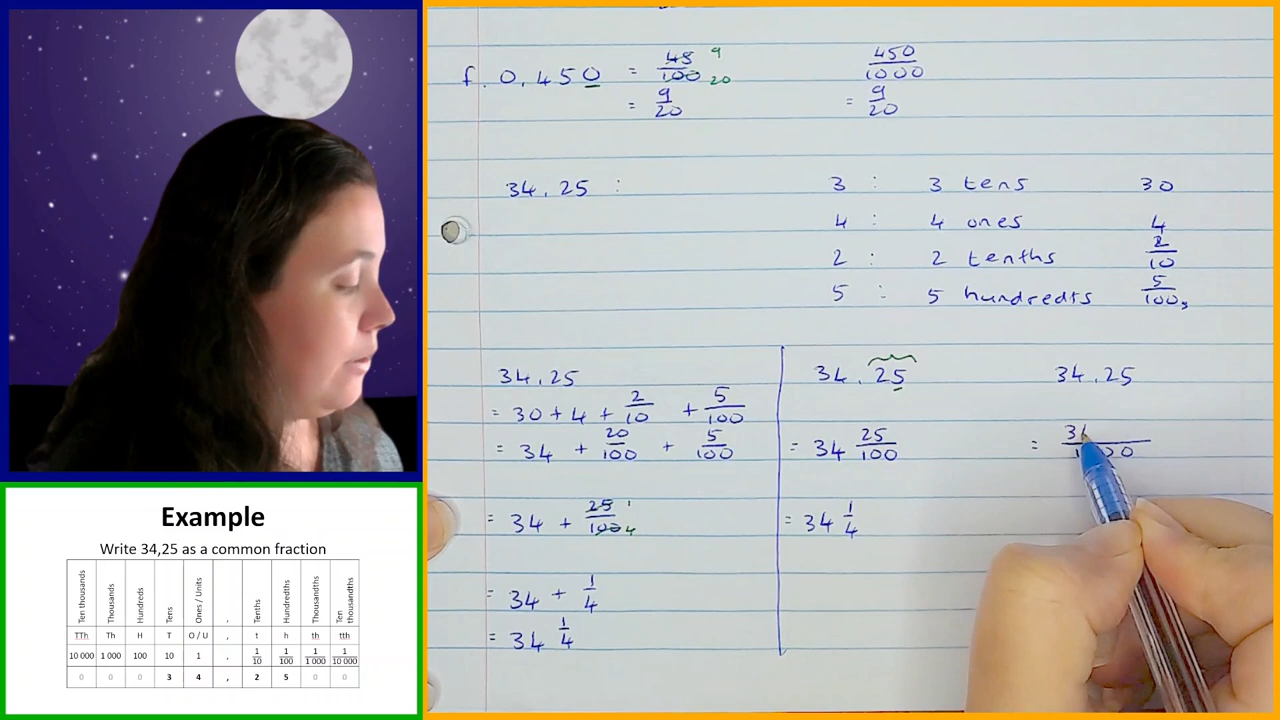 f. 0,450 = 45/100 9 20 450/1000
= 9/20 = 9/20
34,25 : 3 : 3 tens 30
4 : 4 ones 4
2 : 2 tenths 2/10
5 : 5 hundredts 5/100,
34,25 34,25 34,25
= 30 + 4 + 2/10 + 5/100
= 34 + 20/100 + 5/100 = 34 25/100 = 3
= 34 + 25/100 1 4 = 34 1/4
= 34 + 1/4
= 34 1/4
Example
Write 34,25 as a common fraction
Ten thousands Thousands Hundreds Tens Ones / Units , Tenths Hundredths Thousandths Ten thousandths
TTh Th H T O / U , t h th tth
10 000 1 000 100 10 1 , 1/10 1/100 1/1 000 1/10 000
0 0 0 3 4 , 2 5 0 0